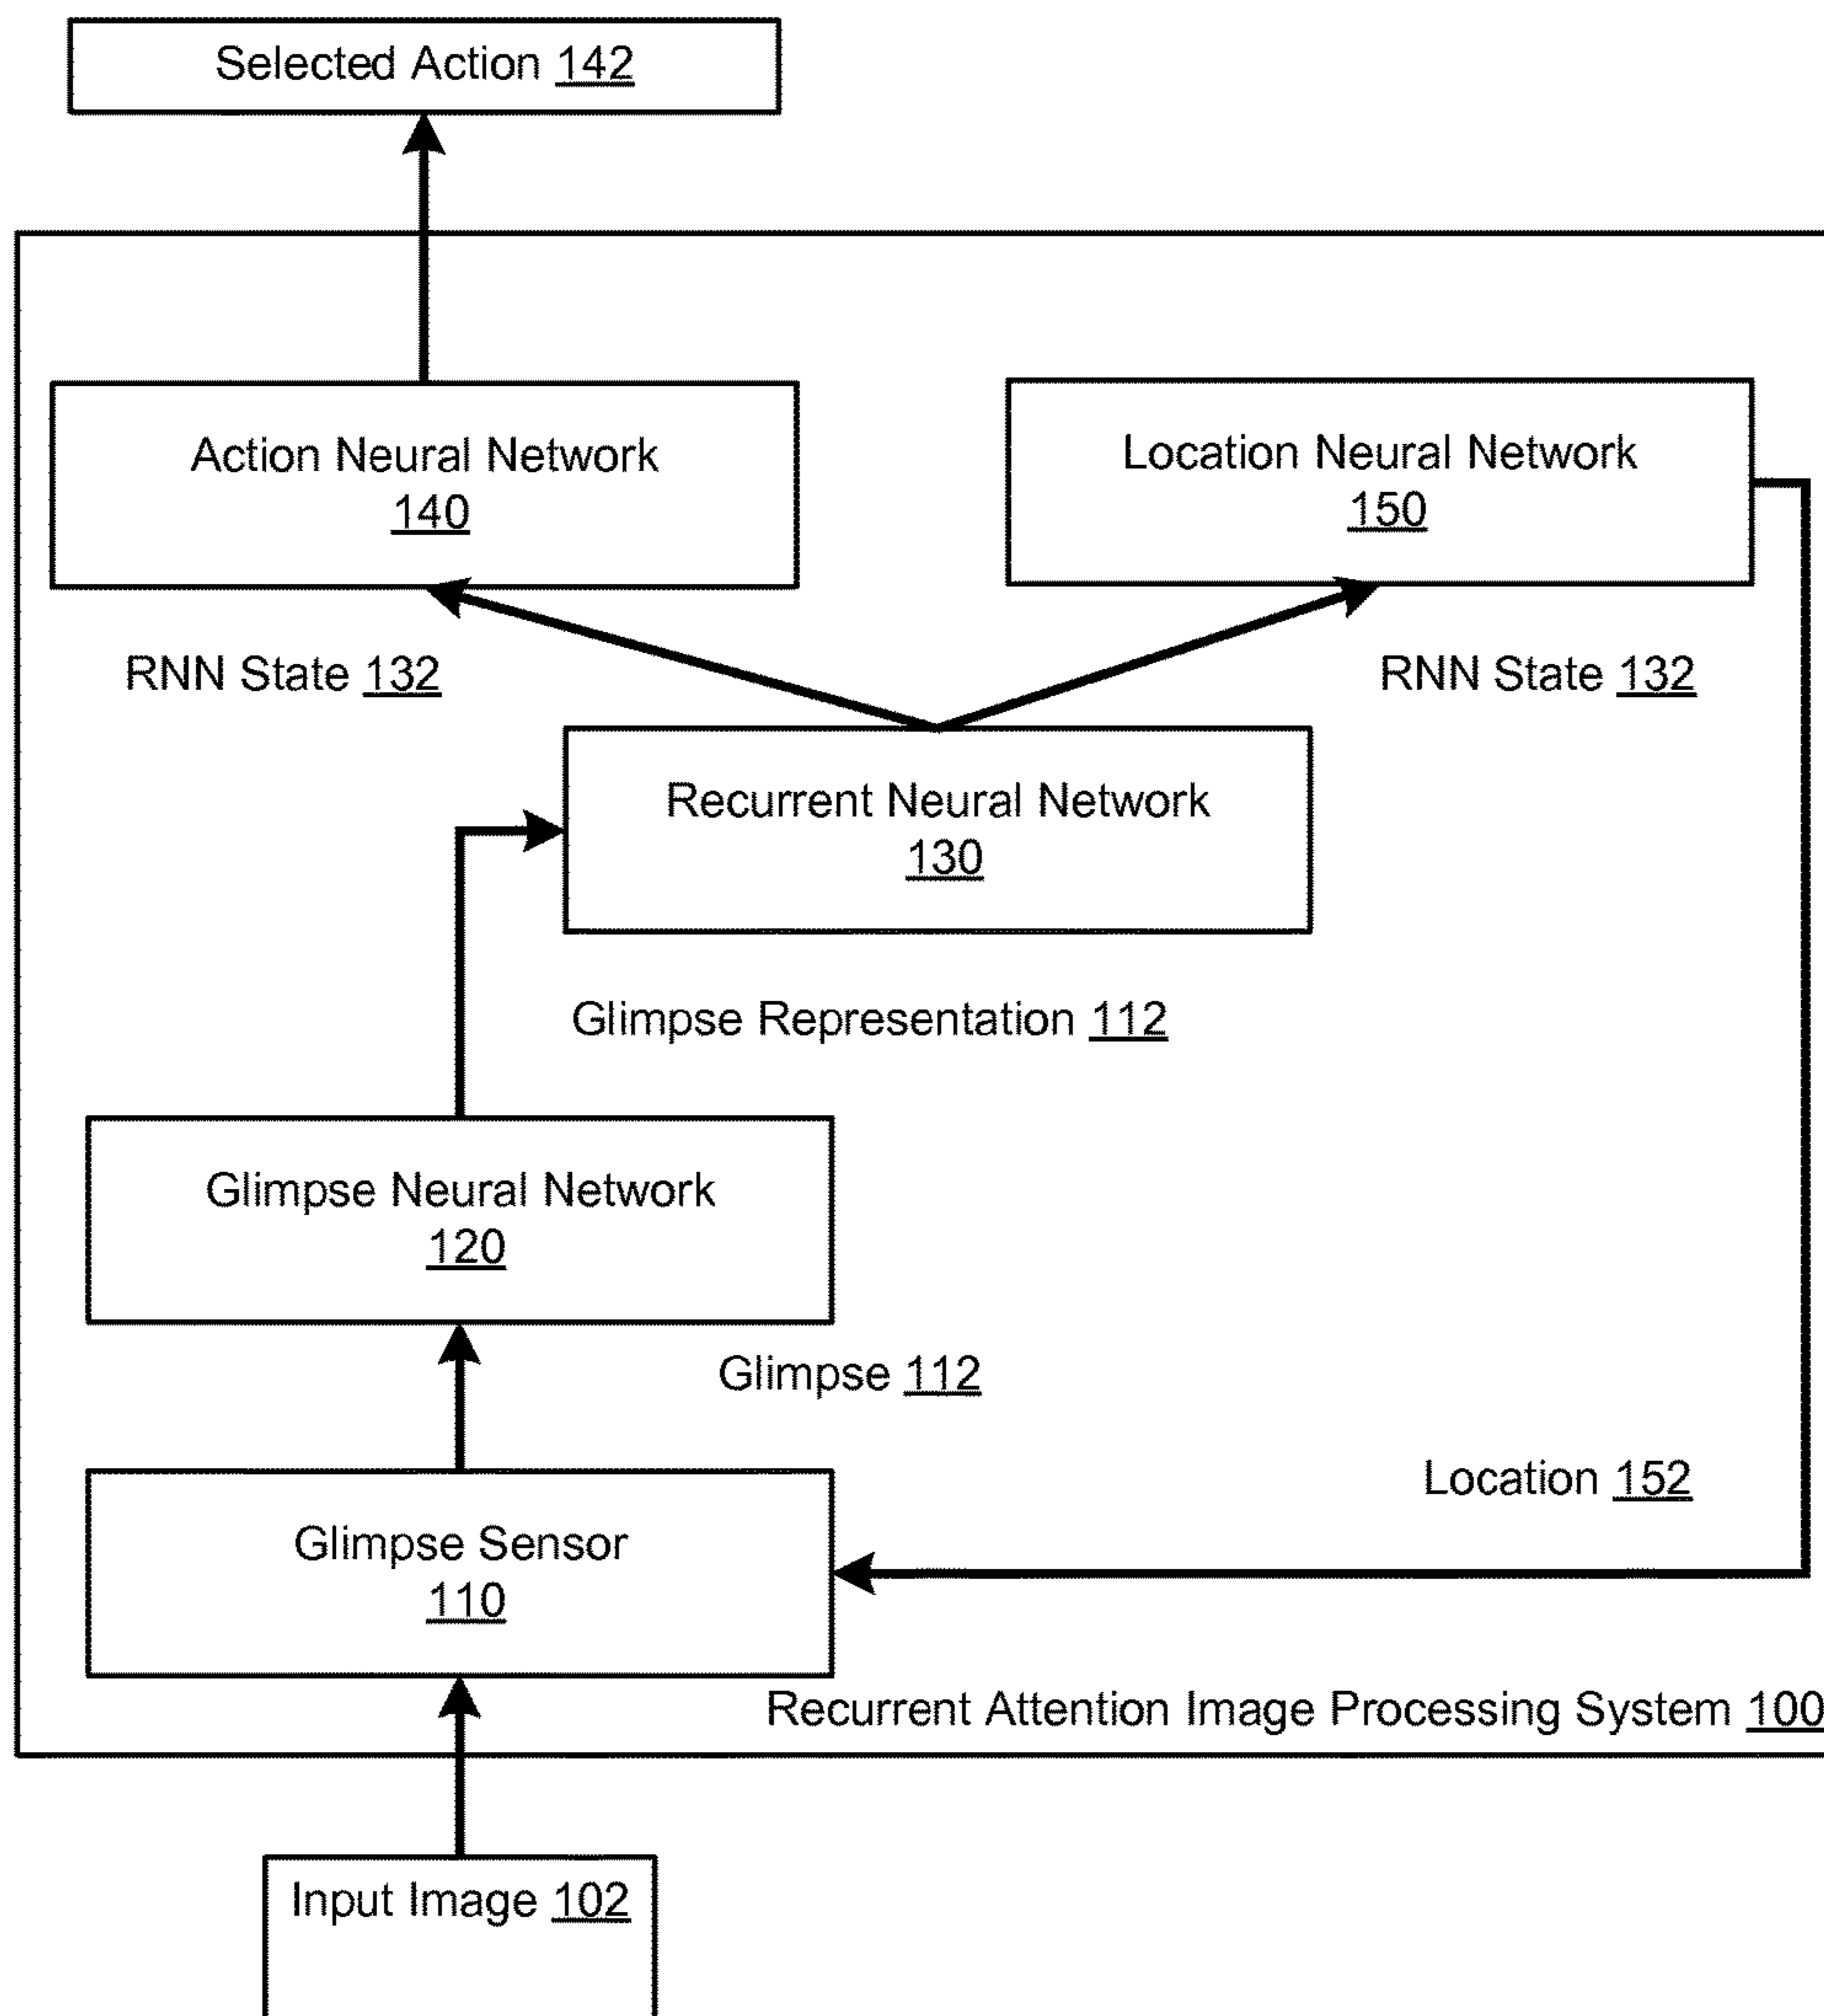 Selected Action 142
Action Neural Network
140
Location Neural Network
150
RNN State 132
RNN State 132
Recurrent Neural Network
130
Glimpse Representation 112
Glimpse Neural Network
120
Glimpse 112
Location 152
Glimpse Sensor
110
Recurrent Attention Image Processing System 100
Input Image 102